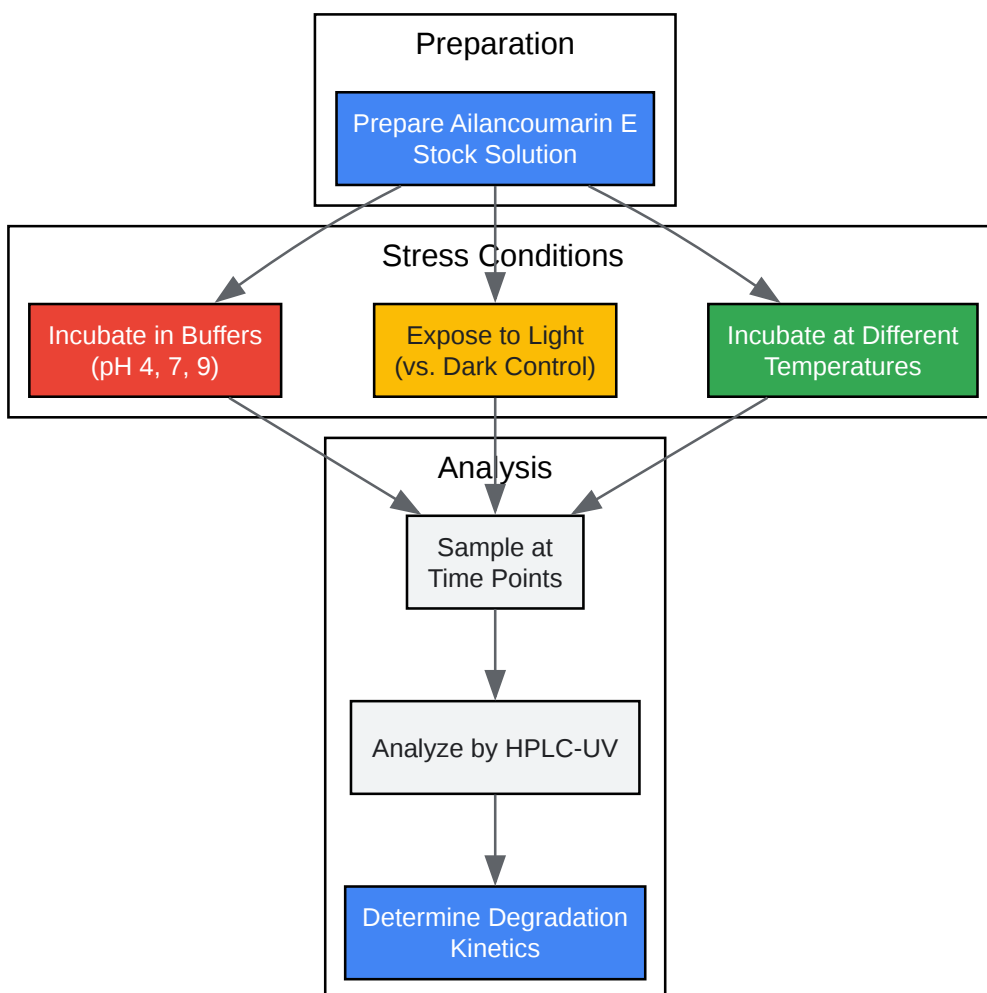 Preparation
Prepare Ailancoumarin E
Stock Solution
Stress Conditions
Incubate in Buffers
(pH 4, 7, 9)
Expose to Light
(vs. Dark Control)
Incubate at Different
Temperatures
Analysis
Sample at
Time Points
Analyze by HPLC-UV
Determine Degradation
Kinetics